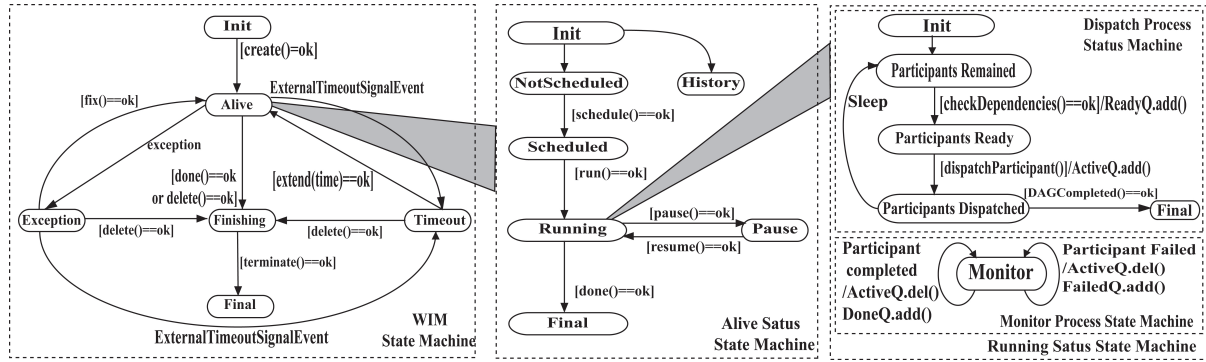 Init
[create()=ok]
ExternalTimeoutSignalEvent
[fix()==ok]
Alive
exception
[done()==ok
or delete()==ok]
[extend(time)==ok]
Exception
Finishing
Timeout
[delete()==ok]
[delete()==ok]
[terminate()==ok]
Final
ExternalTimeoutSignalEvent
WIM
State Machine
Init
NotScheduled
History
[schedule()==ok]
Scheduled
[run()==ok]
[pause()==ok]
Running
Pause
[resume()==ok]
[done()==ok]
Final
Alive Satus
State Machine
Init
Dispatch Process
Status Machine
Participants Remained
Sleep
[checkDependencies()==ok]/ReadyQ.add()
Participants Ready
[dispatchParticipant()]/ActiveQ.add()
[DAGCompleted()==ok]
Participants Dispatched
Final
Participant
completed
/ActiveQ.del()
DoneQ.add()
Monitor
Participant Failed
/ActiveQ.del()
FailedQ.add()
Monitor Process State Machine
Running Satus State Machine